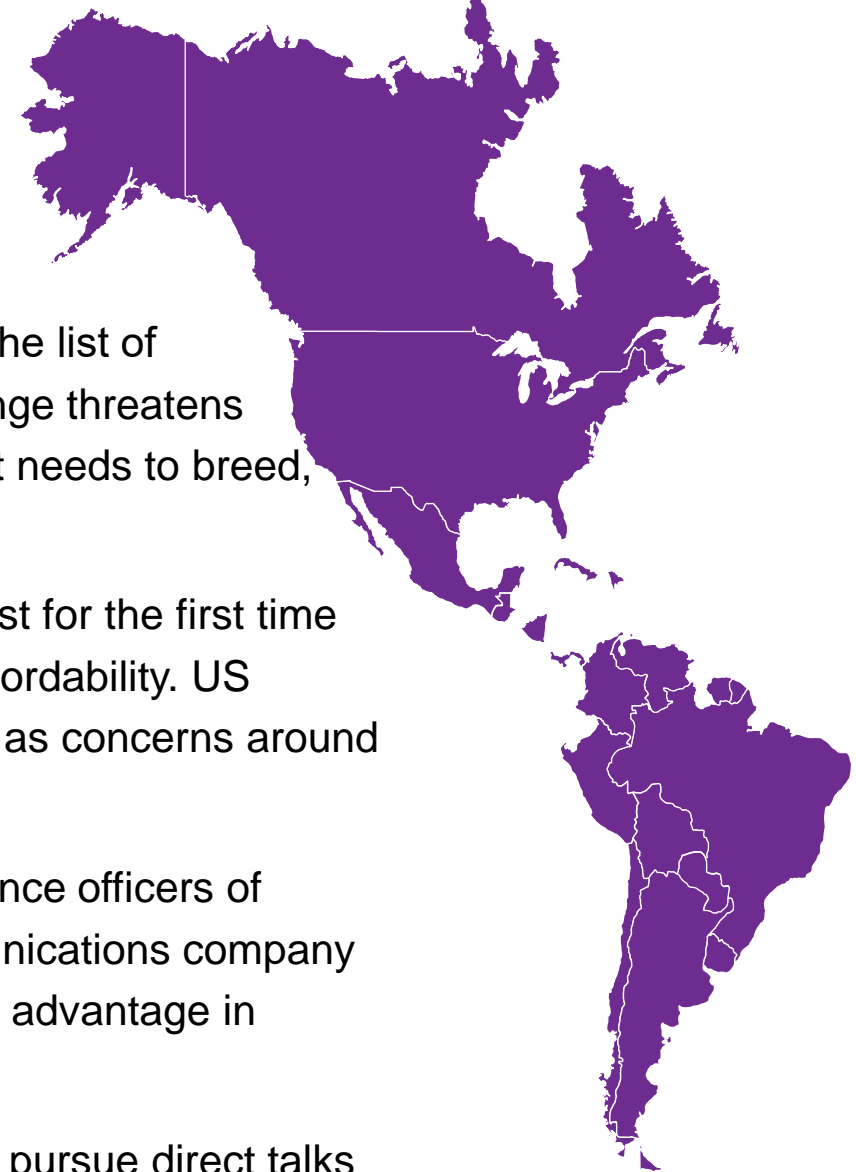 he list of
nge threatens
t needs to breed,
st for the first time
ordability. US
as concerns around
nce officers of
nications company
advantage in
pursue direct talks